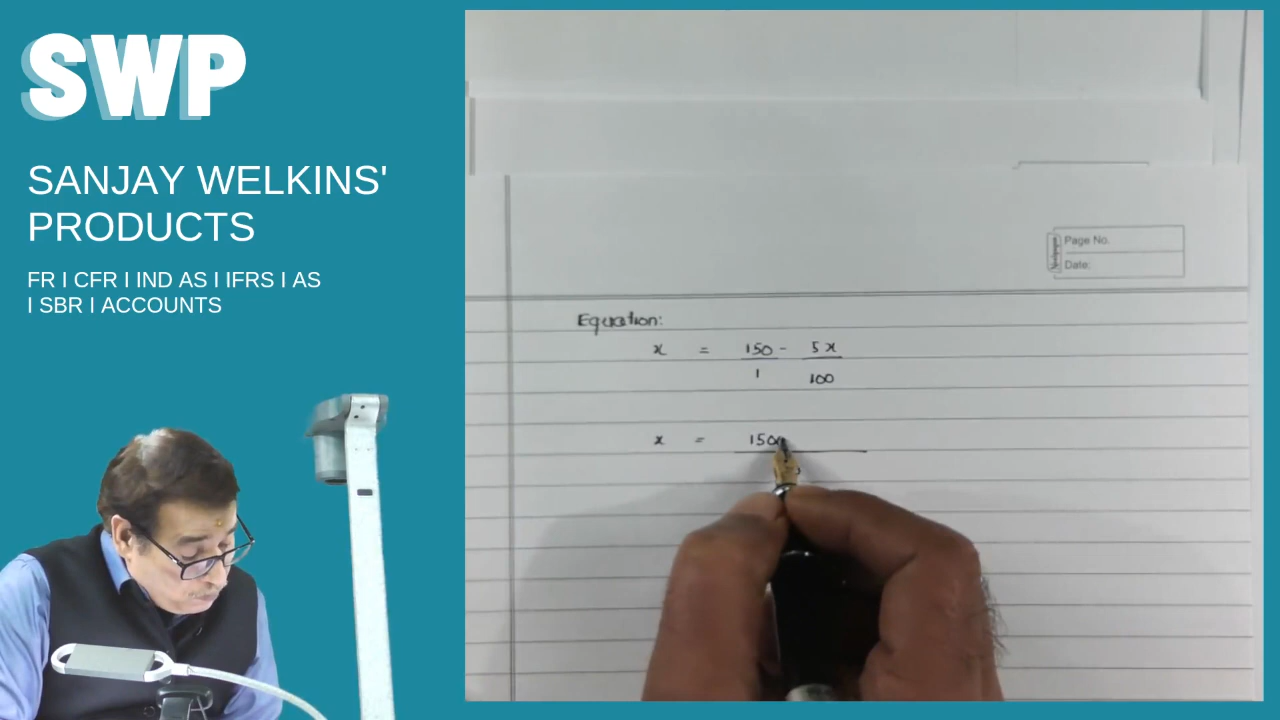 SWP
SANJAY WELKINS'
PRODUCTS
FR I CFR I IND AS I IFRS I AS
I SBR I ACCOUNTS
Page No.
Date:
Equation:
x = 150/1 - 5x/100
x = 150